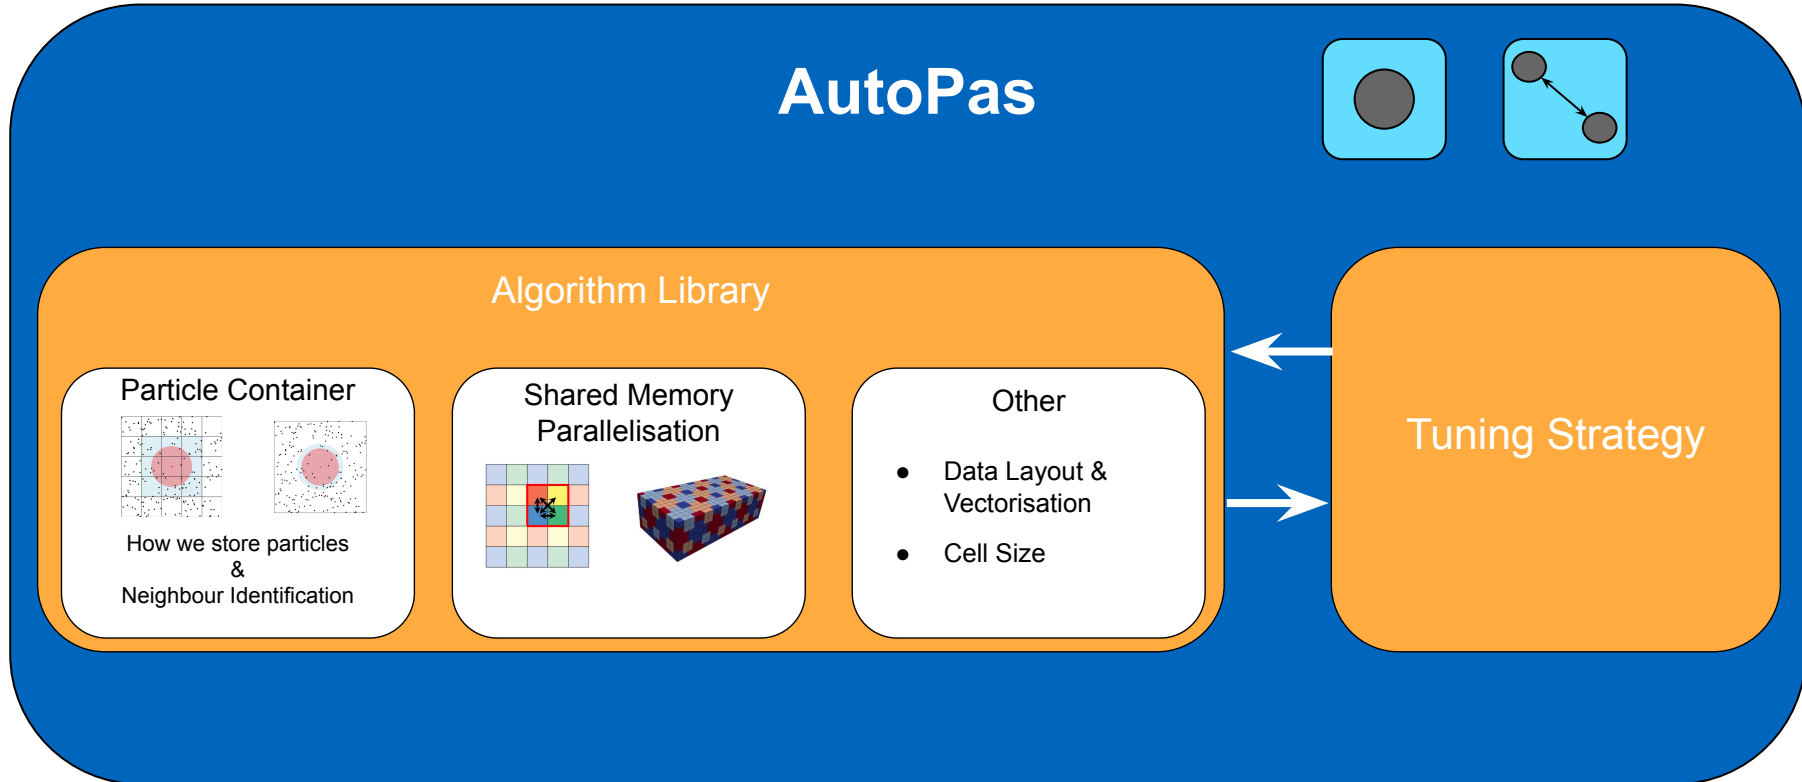 AutoPas
Algorithm Library
Particle Container
How we store particles
&
Neighbour Identification
Shared Memory
Parallelisation
Other
● Data Layout &
Vectorisation
● Cell Size
Tuning Strategy